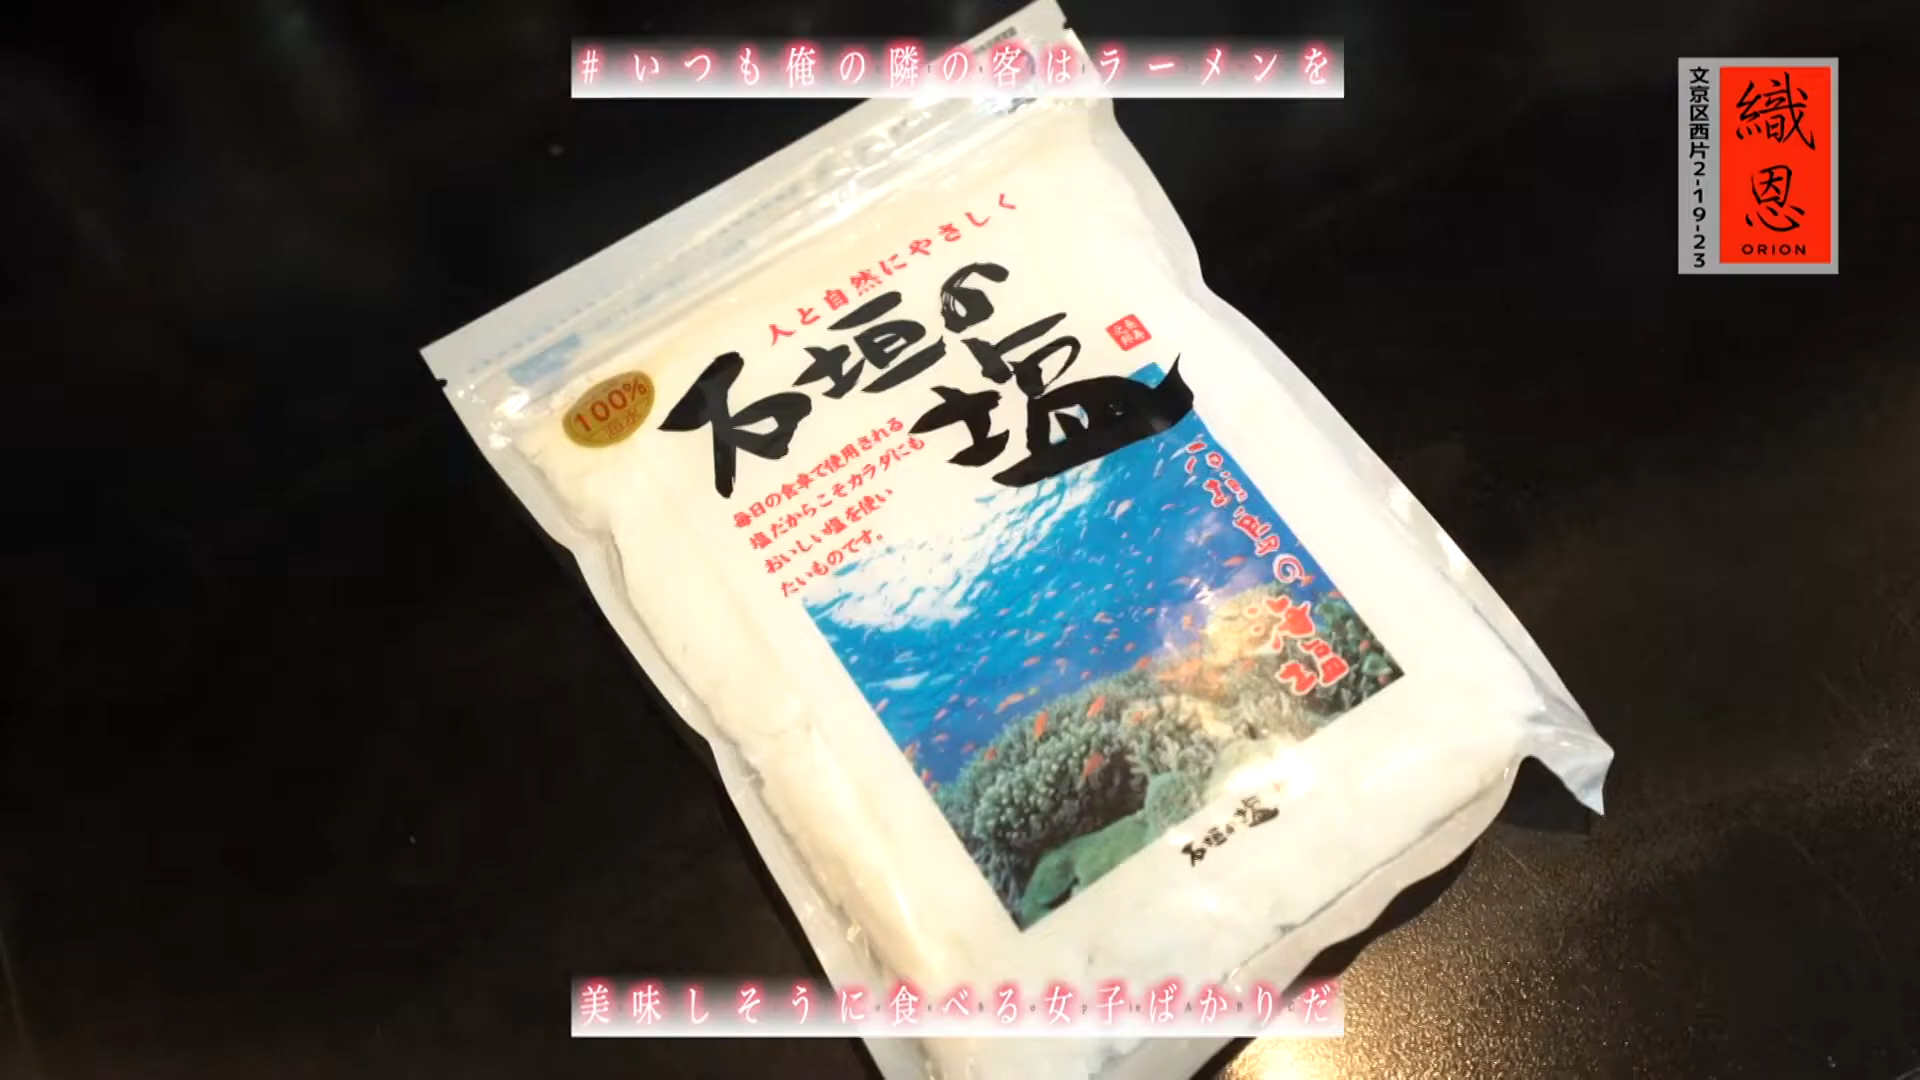 #いつも俺の隣の客はラーメンを
文京区西片2-19-23
織恩
ORION
人と自然にやさしく
石垣の塩
100%
海水
毎日の食卓で使用される
塩だからこそカラダにも
おいしい塩を使い
たいものです。
石垣の塩
美味しそうに食べる女子ばかりだ